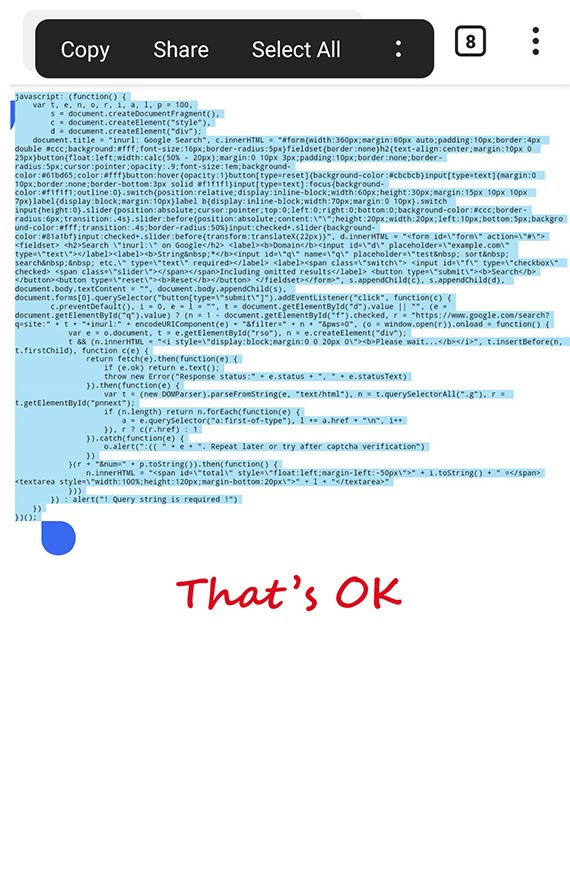 Copy Share Select All 8
javascript: (function() {
var t, e, n, o, r, i, a, l, p = 100,
s = document.createDocumentFragment(),
c = document.createElement("style"),
d = document.createElement("div");
document.title = "inurl: Google Search", c.innerHTML = "#form{width:360px;margin:60px auto;padding:10px;border:4px
double #ccc;background:#fff;font-size:16px;border-radius:5px}fieldset{border:none}h2{text-align:center;margin:10px 0
25px}button{float:left;width:calc(50% - 20px);margin:0 10px 3px;padding:10px;border:none;border-
radius:5px;cursor:pointer;opacity:.9;font-size:1em;background-
color:#61bd65;color:#fff}button:hover{opacity:1}button[type=reset]{background-color:#cbcbcb}input[type=text]{margin:0
10px;border:none;border-bottom:3px solid #f1f1f1}input[type=text]:focus{background-
color:#f1f1f1;outline:0}.switch{position:relative;display:inline-block;width:60px;height:30px;margin:15px 10px 10px
7px}label{display:block;margin:10px}label b{display:inline-block;width:70px;margin:0 10px}.switch
input{height:0}.slider{position:absolute;cursor:pointer;top:0;left:0;right:0;bottom:0;background-color:#ccc;border-
radius:6px;transition:.4s}.slider:before{position:absolute;content:\"\";height:20px;width:20px;left:10px;bottom:5px;backgro
und-color:#fff;transition:.4s;border-radius:50%}input:checked+.slider{background-
color:#81a1bf}input:checked+.slider:before{transform:translateX(22px)}", d.innerHTML = "<form id=\"form\" action=\"#\">
<fieldset> <h2>Search \"inurl:\" on Google</h2> <label><b>Domain</b><input id=\"d\" placeholder=\"example.com\"
type=\"text\"></label><label><b>String&nbsp;*</b><input id=\"q\" name=\"q\" placeholder=\"test&nbsp; sort&nbsp;
search&nbsp;&nbsp; etc.\" type=\"text\" required></label> <label><span class=\"switch\"> <input id=\"f\" type=\"checkbox\"
checked> <span class=\"slider\"></span></span>Including omitted results</label> <button type=\"submit\"><b>Search</b>
</button><button type=\"reset\"><b>Reset</b></button> </fieldset></form>", s.appendChild(c), s.appendChild(d),
document.body.textContent = "", document.body.appendChild(s),
document.forms[0].querySelector("button[type=\"submit\"]").addEventListener("click", function(c) {
c.preventDefault(), i = 0, e = l = "", t = document.getElementById("d").value || "", (e =
document.getElementById("q").value) ? (n = 1 - document.getElementById("f").checked, r = "https://www.google.com/search?
q=site:" + t + "+inurl:" + encodeURIComponent(e) + "&filter=" + n + "&pws=0", (o = window.open(r)).onload = function() {
var e = o.document, t = e.getElementById("rso"), n = e.createElement("div");
t && (n.innerHTML = "<i style=\"display:block;margin:0 0 20px 0\"><b>Please wait...</b></i>", t.insertBefore(n,
t.firstChild), function c(e) {
return fetch(e).then(function(e) {
if (e.ok) return e.text();
throw new Error("Response status:" + e.status + ", " + e.statusText)
}).then(function(e) {
var t = (new DOMParser).parseFromString(e, "text/html"), n = t.querySelectorAll(".g"), r =
t.getElementById("pnnext");
if (n.length) return n.forEach(function(e) {
a = e.querySelector("a:first-of-type"), l += a.href + "\n", i++
}), r ? c(r.href) : 1
}).catch(function(e) {
o.alert(":(( " + e + ". Repeat later or try after captcha verification")
})
}(r + "&num=" + p.toString()).then(function() {
n.innerHTML = "<span id=\"total\" style=\"float:left;margin-left:-50px\">" + i.toString() + " =</span>
<textarea style=\"width:100%;height:120px;margin-bottom:20px\">" + l + "</textarea>"
}))
}) : alert("! Query string is required !")
})
})();
That's OK